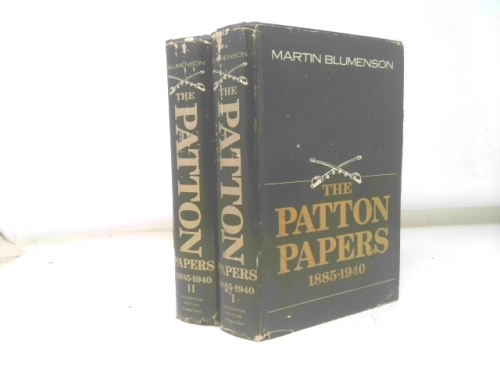 BLUMENSON
THE
PATTON
PAPERS
1885-1940
II
BLUMENSON
THE
PATTON
PAPERS
1885-1940
I
MARTIN BLUMENSON
THE
PATTON
PAPERS
1885-1940